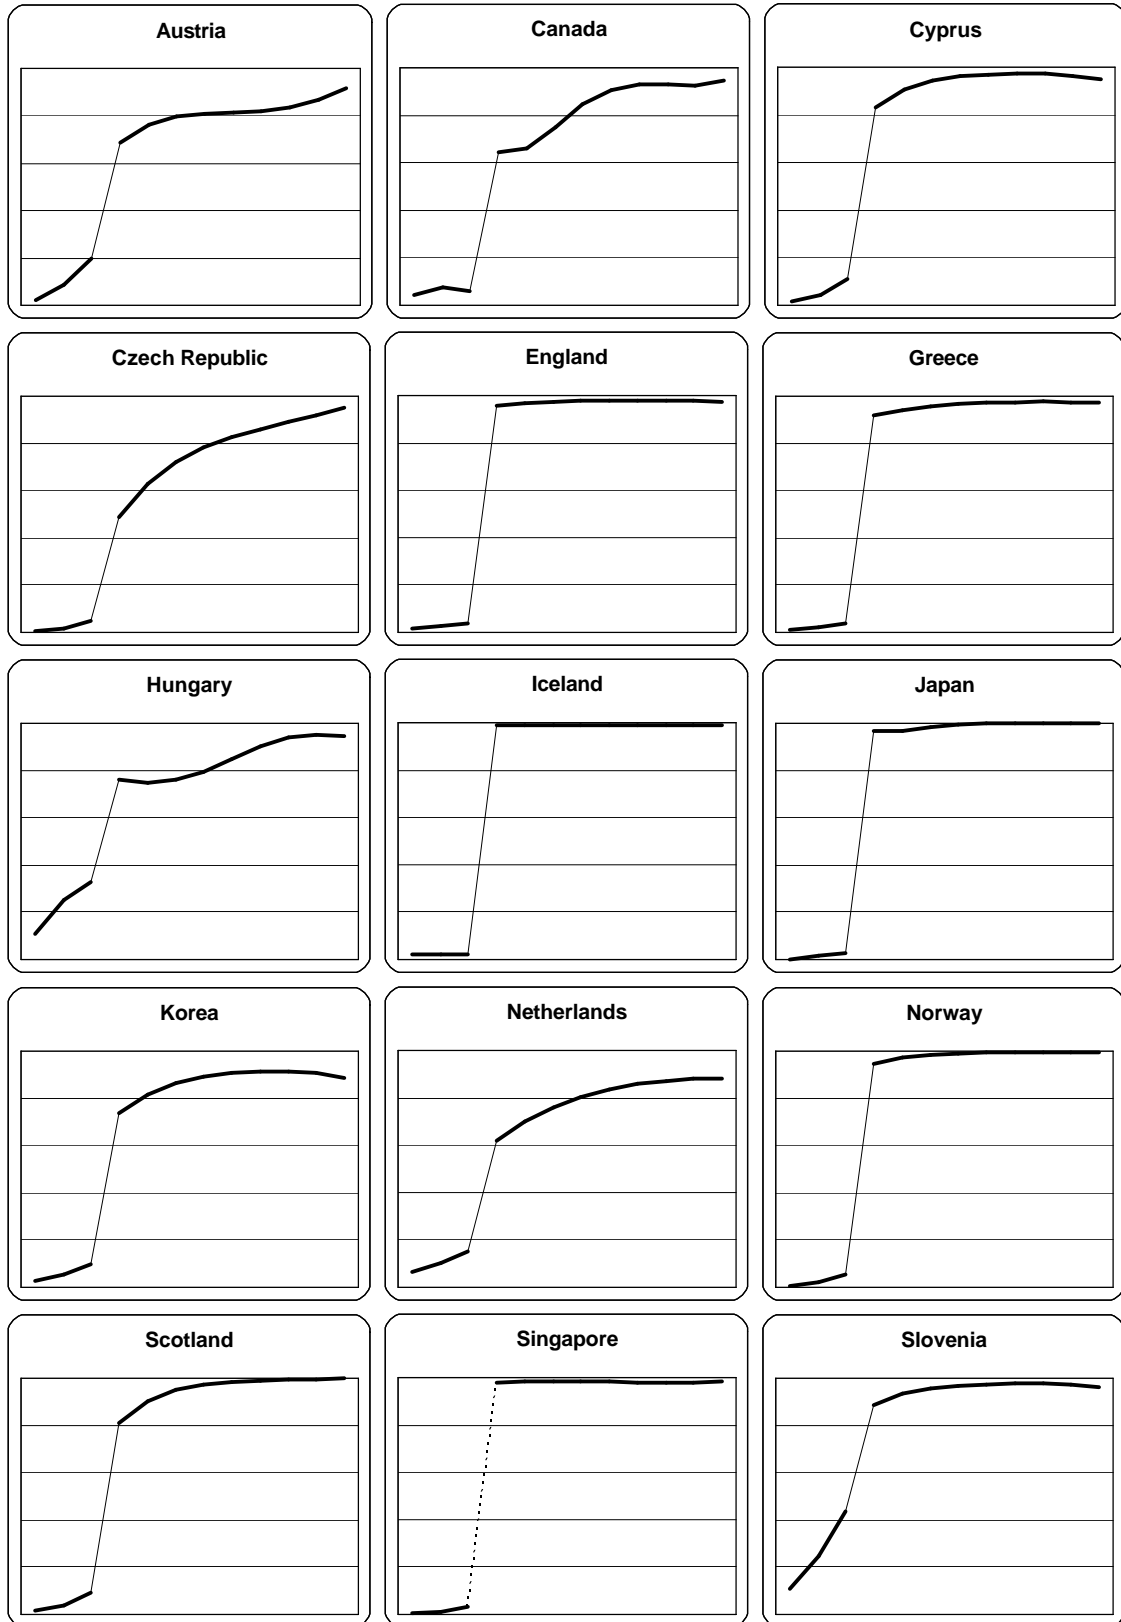 Austria
Canada
Cyprus
Czech Republic
England
Greece
Hungary
Iceland
Japan
Korea
Netherlands
Norway
Scotland
Singapore
Slovenia